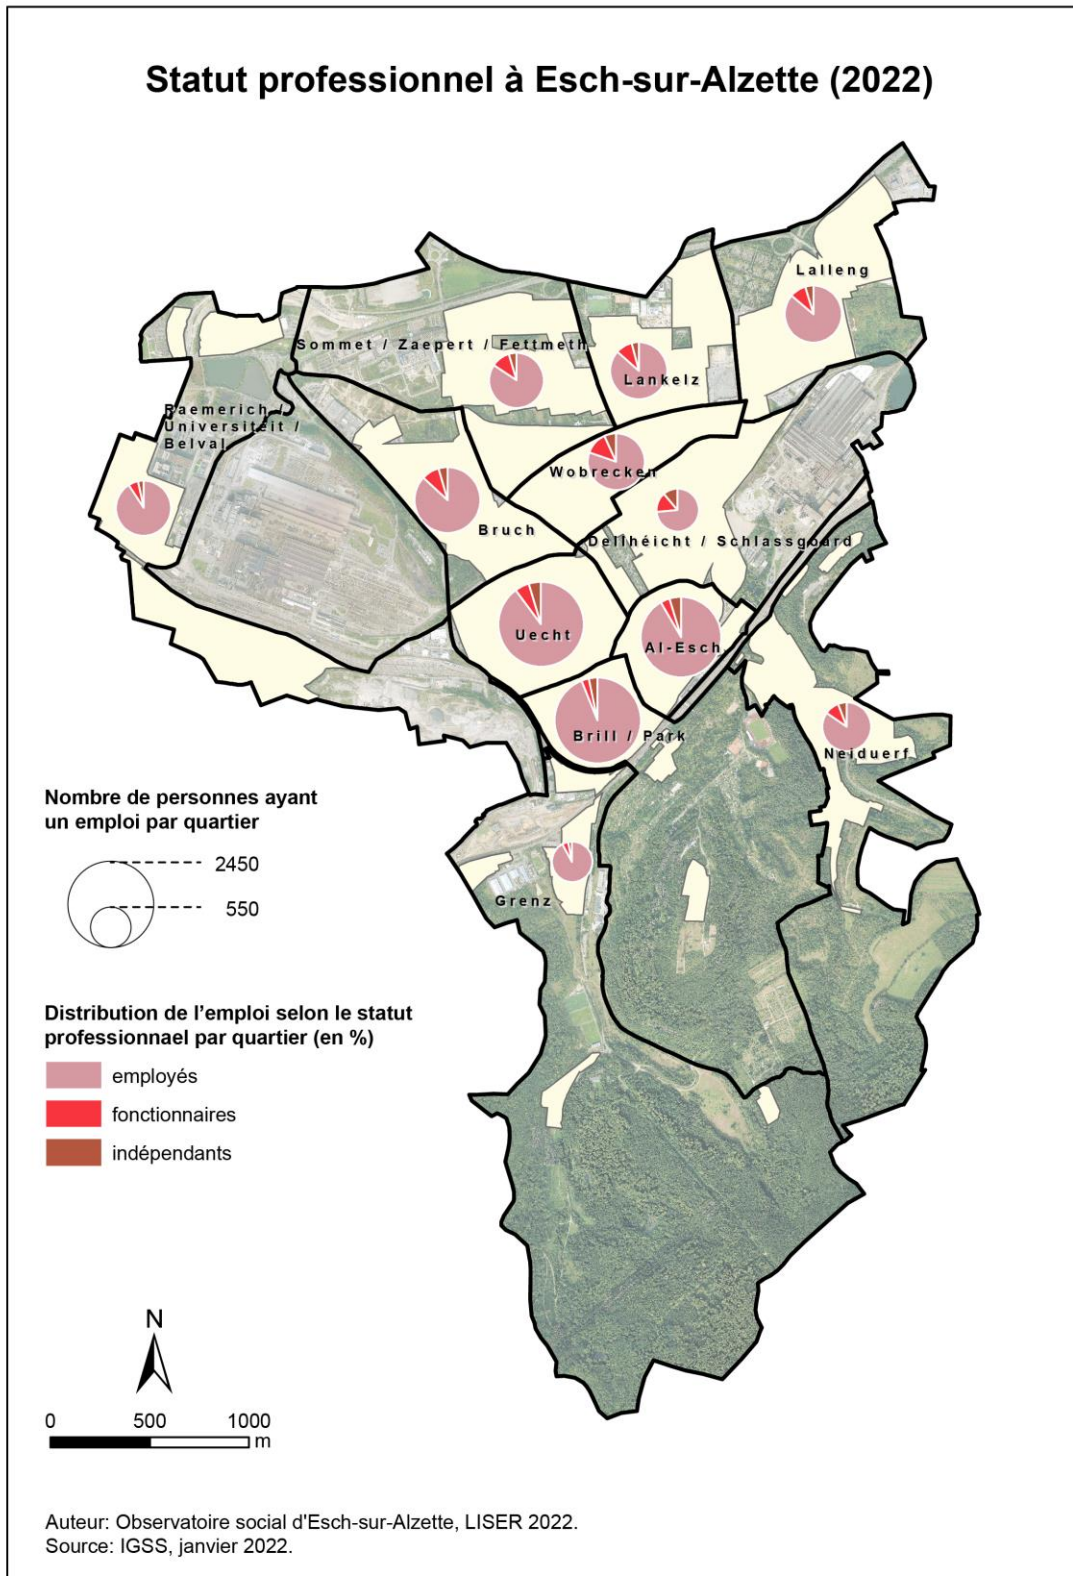 Statut professionnel à Esch-sur-Alzette (2022)
Lalleng
Sommet / Zaepert / Fettmeth
Lankelz
Raemerich /
Universiteit /
Belval
Wobrecken
Bruch
Dellhéicht / Schlassgoard
Uecht
Al-Esch
Brill / Park
Neiduerf
Grenz
Nombre de personnes ayant
un emploi par quartier
2450
550
Distribution de l'emploi selon le statut
professionnael par quartier (en %)
employés
fonctionnaires
indépendants
N
0 500 1000
m
Auteur: Observatoire social d'Esch-sur-Alzette, LISER 2022.
Source: IGSS, janvier 2022.